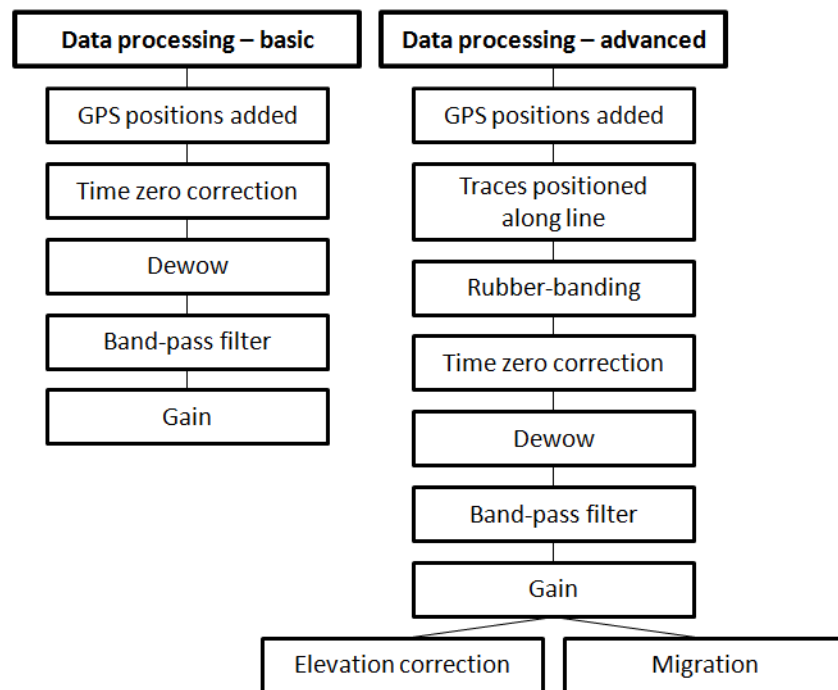 Data processing – basic
GPS positions added
Time zero correction
Dewow
Band-pass filter
Gain
Data processing – advanced
GPS positions added
Traces positioned
along line
Rubber-banding
Time zero correction
Dewow
Band-pass filter
Gain
Elevation correction
Migration